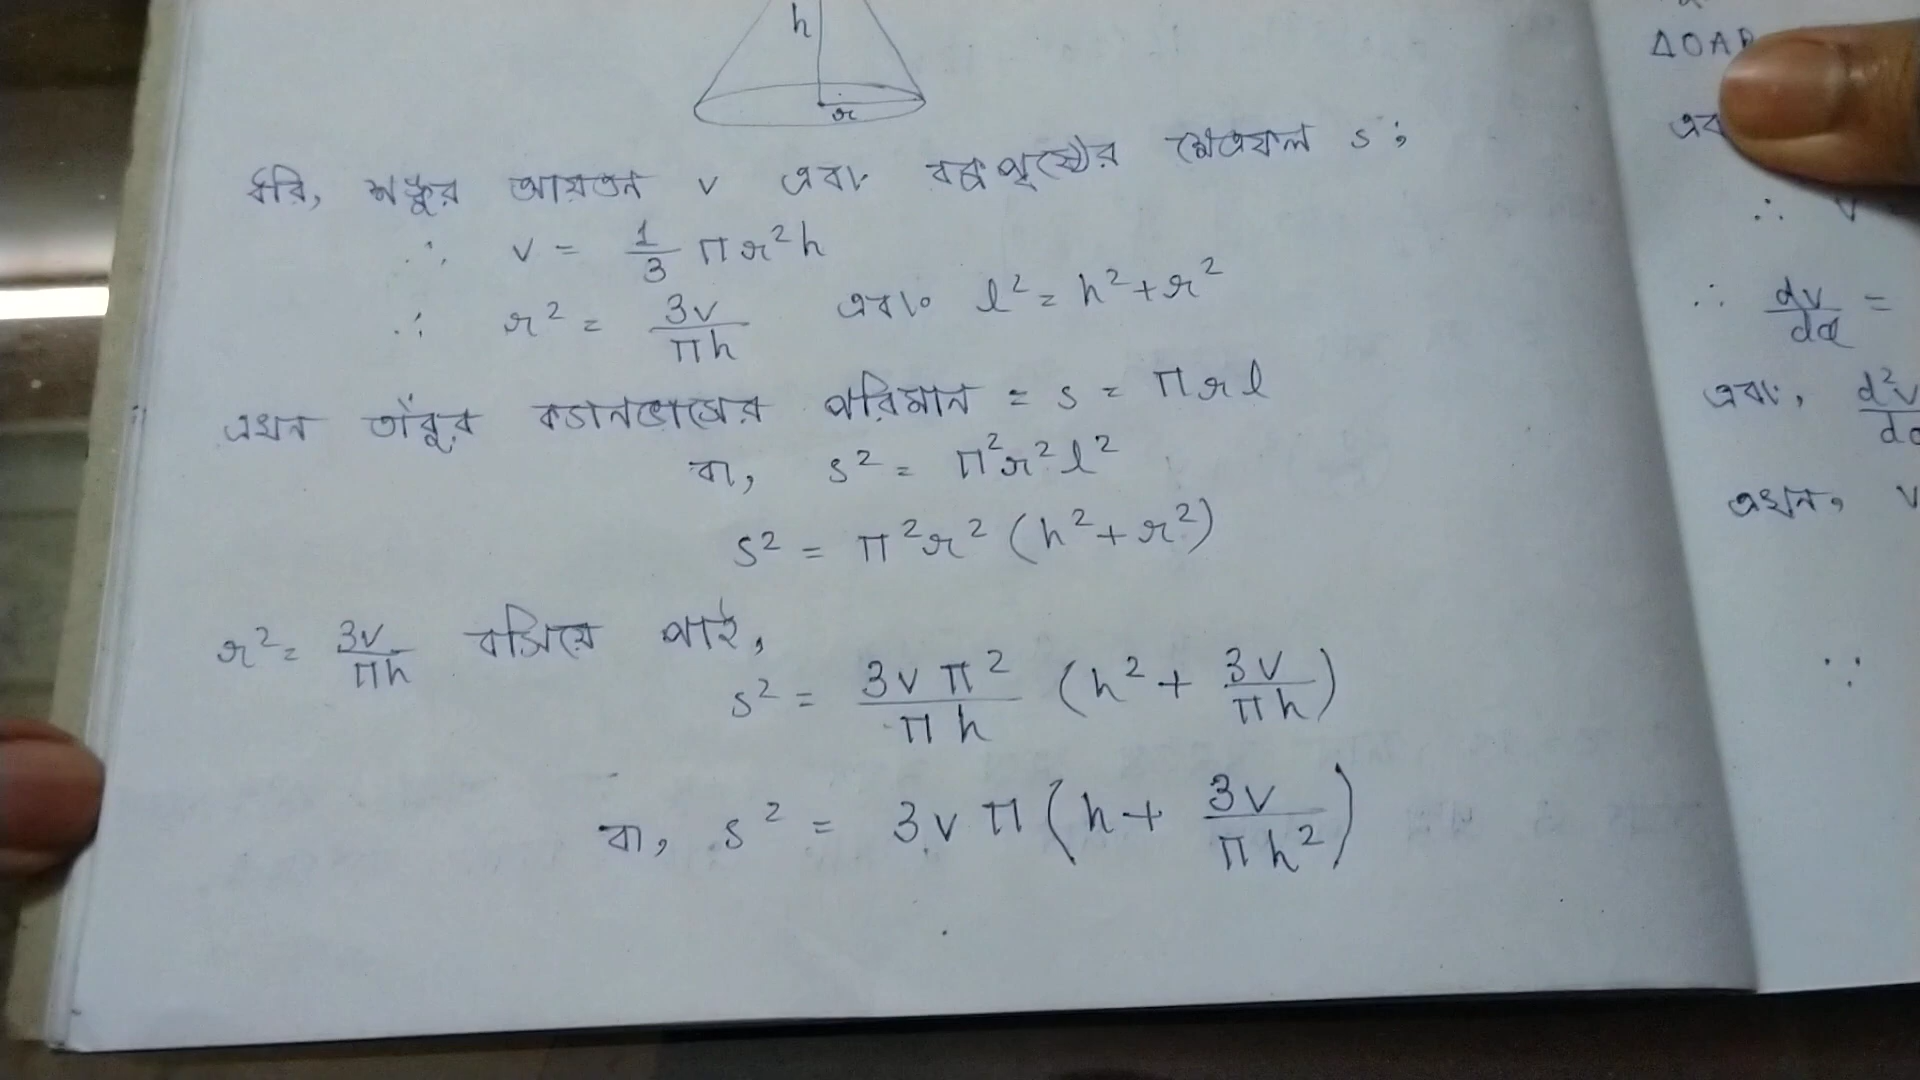 h
r
ধরি, শঙ্কুর আয়তন v এবং বক্রপৃষ্ঠের ক্ষেত্রফল s;
∴ v = 1/3 πr²h
∴ r² = 3v/πh এবং l² = h² + r²
এখন তাঁবুর ক্যানভাসের পরিমান = s = πrl
বা, s² = π²r²l²
s² = π²r² (h² + r²)
r² = 3v/πh বসিয়ে পাই,
s² = 3vπ²/πh (h² + 3v/πh)
বা, s² = 3vπ (h + 3v/πh²)
ΔOA
∴ v =
∴ dv/da =
এবং, d²v
এখন, v
∴